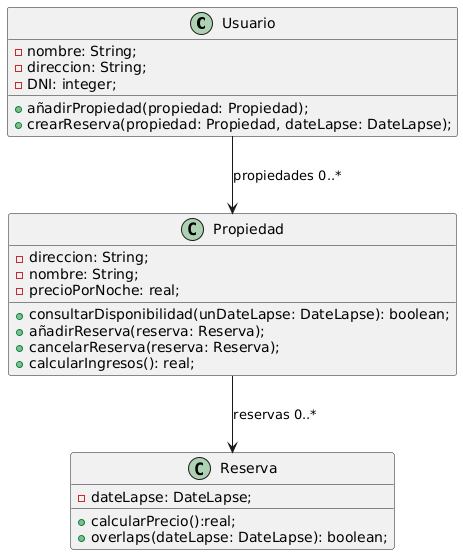 C Usuario
nombre: String;
direccion: String;
DNI: integer;
añadirPropiedad(propiedad: Propiedad);
crearReserva(propiedad: Propiedad, dateLapse: DateLapse);
propiedades 0..*
C Propiedad
direccion: String;
nombre: String;
precioPorNoche: real;
consultarDisponibilidad(unDateLapse: DateLapse): boolean;
añadirReserva(reserva: Reserva);
cancelarReserva(reserva: Reserva);
calcularIngresos(): real;
reservas 0..*
C Reserva
dateLapse: DateLapse;
calcularPrecio():real;
overlaps(dateLapse: DateLapse): boolean;